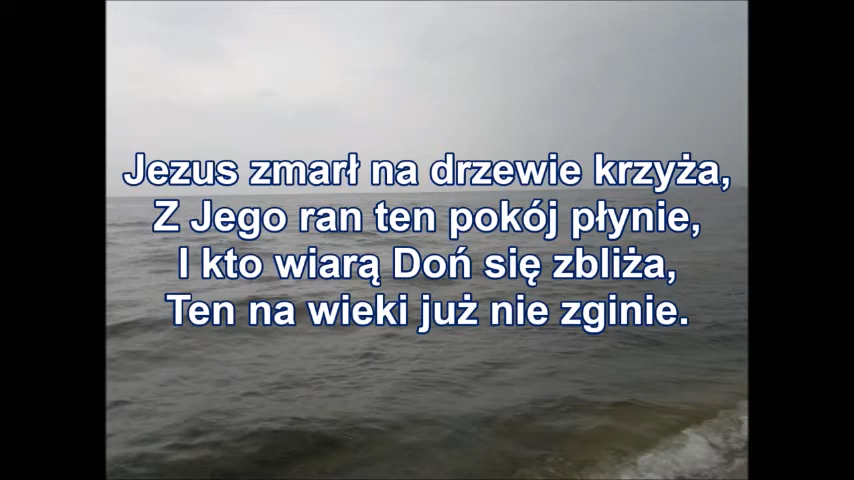 Jezus zmarł na drzewie krzyża,
Z Jego ran ten pokój płynie,
I kto wiarą Doń się zbliża,
Ten na wieki już nie zginie.